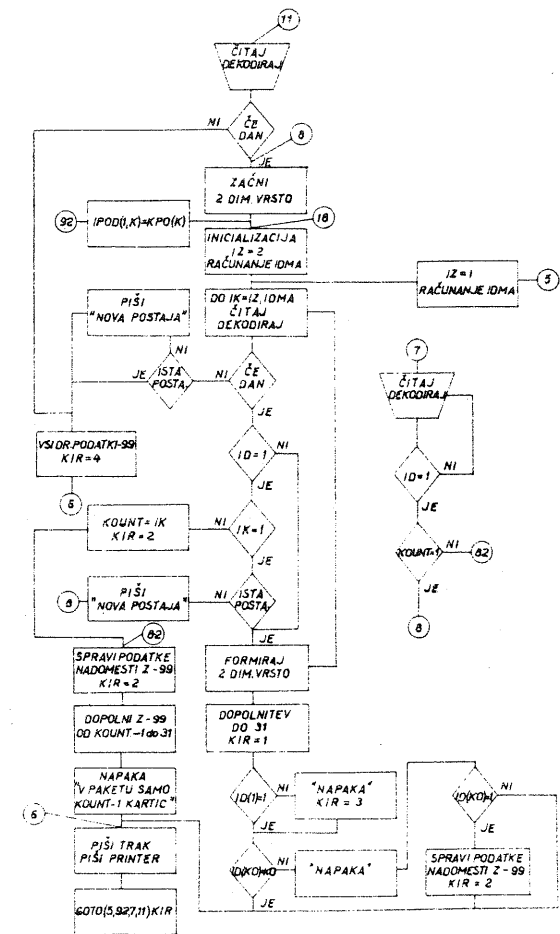 11
ČITAJ
DEKODIRAJ
ČE
DAN
NI
JE
8
ZAČNI
2 DIM. VRSTO
92
IPOD(1,K)=KPO(K)
18
INICIALIZACIJA
IZ=2
RAČUNANJE IDMA
IZ=1
RAČUNANJE IDMA
5
PIŠI
"NOVA POSTAJA"
DO IK=IZ, IDMA
ČITAJ
DEKODIRAJ
NI
JE
ISTA
POSTA.
NI
ČE
DAN
JE
7
ČITAJ
DEKODIRAJ
VSI DR. PODATKI-99
KIR=4
6
ID=1
NI
JE
ID=1
NI
JE
KOUNT=IK
KIR=2
NI
IK=1
JE
KOUNT=1
NI
82
JE
8
8
PIŠI
"NOVA POSTAJA"
NI
ISTA
POSTA.
JE
82
SPRAVI PODATKE
NADOMESTI Z-99
KIR=2
FORMIRAJ
2 DIM. VRSTO
DOPOLNI Z-99
OD KOUNT-1 do 31
DOPOLNITEV
DO 31
KIR=1
NAPAKA
"V PAKETU SAMO
KOUNT-1 KARTIC"
ID(1)=1
NI
JE
"NAPAKA"
KIR=3
ID(KO)=1
NI
JE
6
PIŠI TRAK
PIŠI PRINTER
NI
JE
"NAPAKA"
SPRAVI PODATKE
NADOMESTI Z-99
KIR=2
GOTO(5,92,7,11)KIR